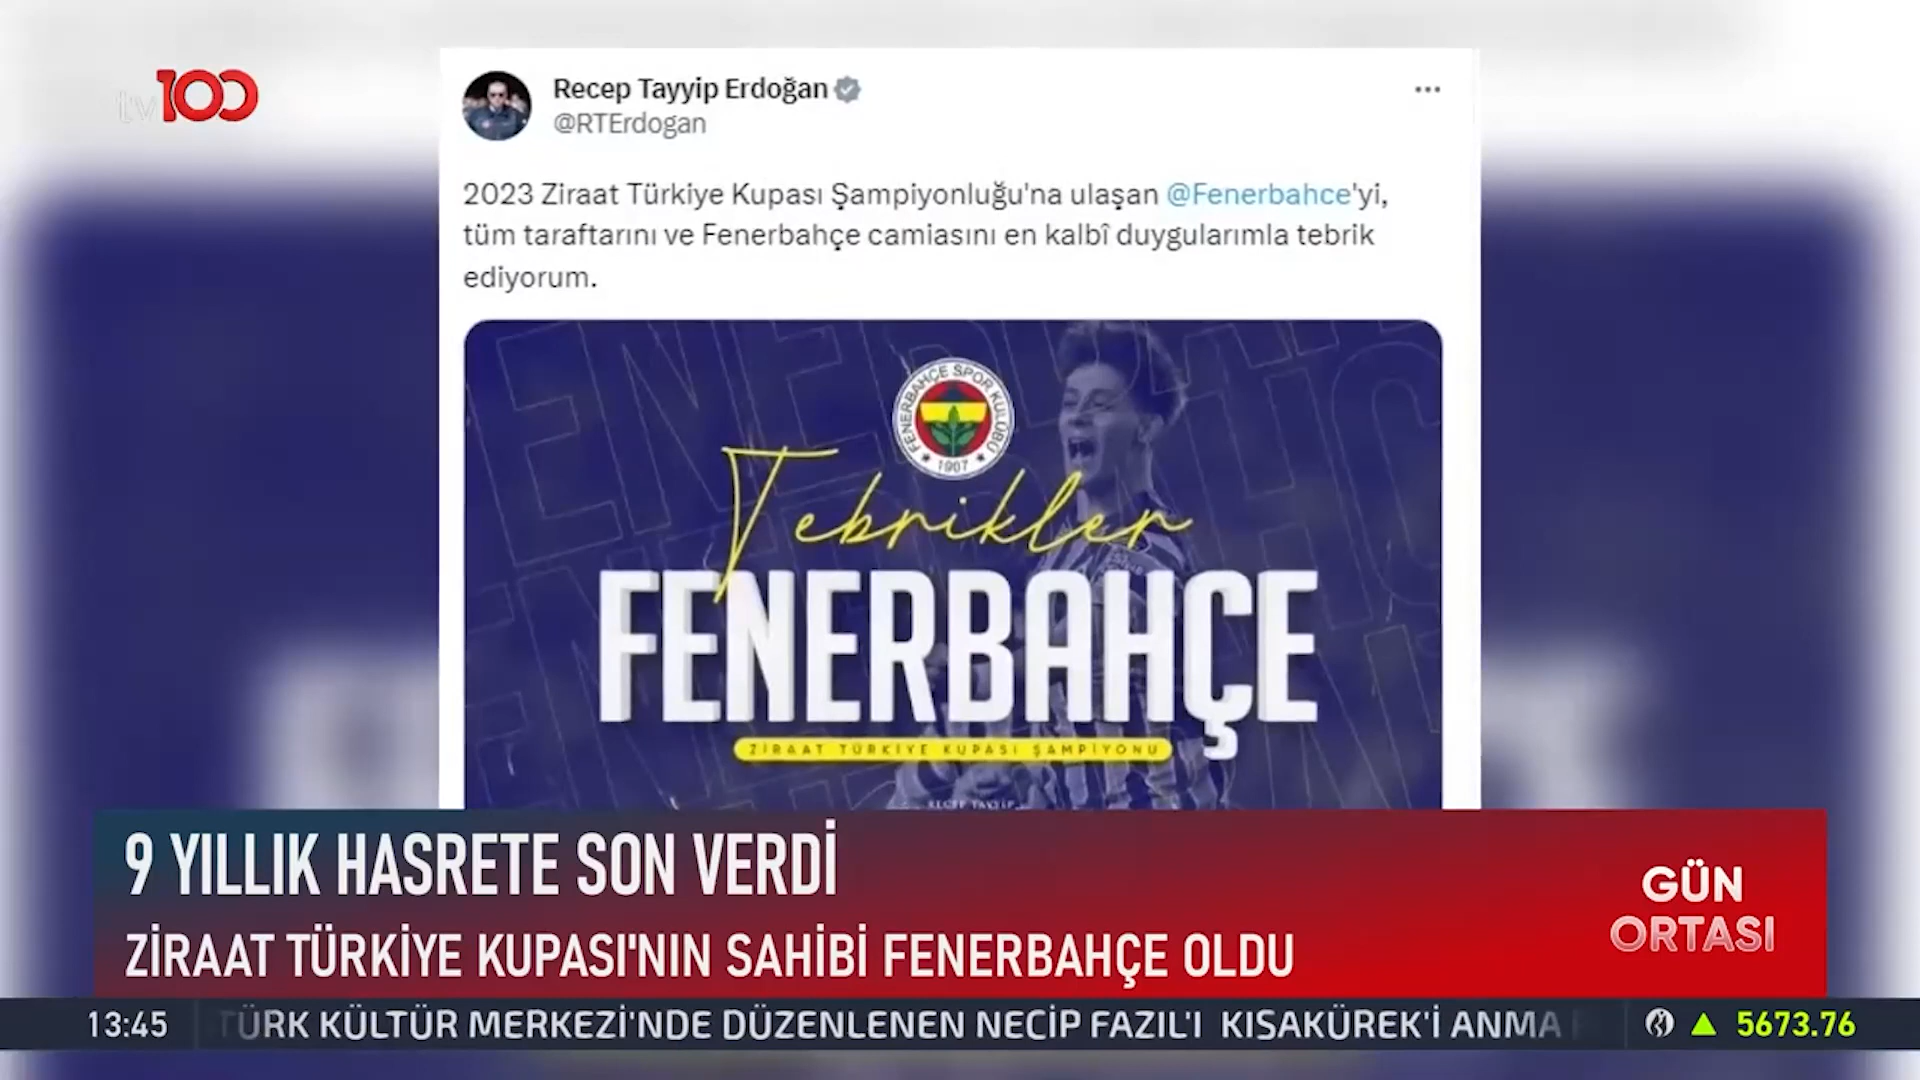 tv100
Recep Tayyip Erdoğan
@RTErdogan
2023 Ziraat Türkiye Kupası Şampiyonluğu'na ulaşan @Fenerbahce'yi,
tüm taraftarını ve Fenerbahçe camiasını en kalbî duygularımla tebrik
ediyorum.
FENERBAHÇE SPOR KULÜBÜ
1907
Tebrikler
FENERBAHÇE
ZİRAAT TÜRKİYE KUPASI ŞAMPİYONU
RECEP TAYYİP
9 YILLIK HASRETE SON VERDİ
ZİRAAT TÜRKİYE KUPASI'NIN SAHİBİ FENERBAHÇE OLDU
GÜN
ORTASI
13:45 TÜRK KÜLTÜR MERKEZİ'NDE DÜZENLENEN NECİP FAZIL'I KISAKÜREK'İ ANMA 5673.76